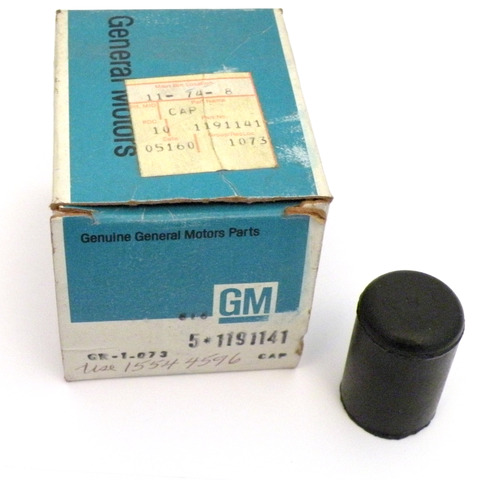 General Motors
11- 74- 8
CAP
10 1191141
05160 1073
Genuine General Motors Parts
816 GM
5•1191141
GR-1-073 CAP
Use 15544596